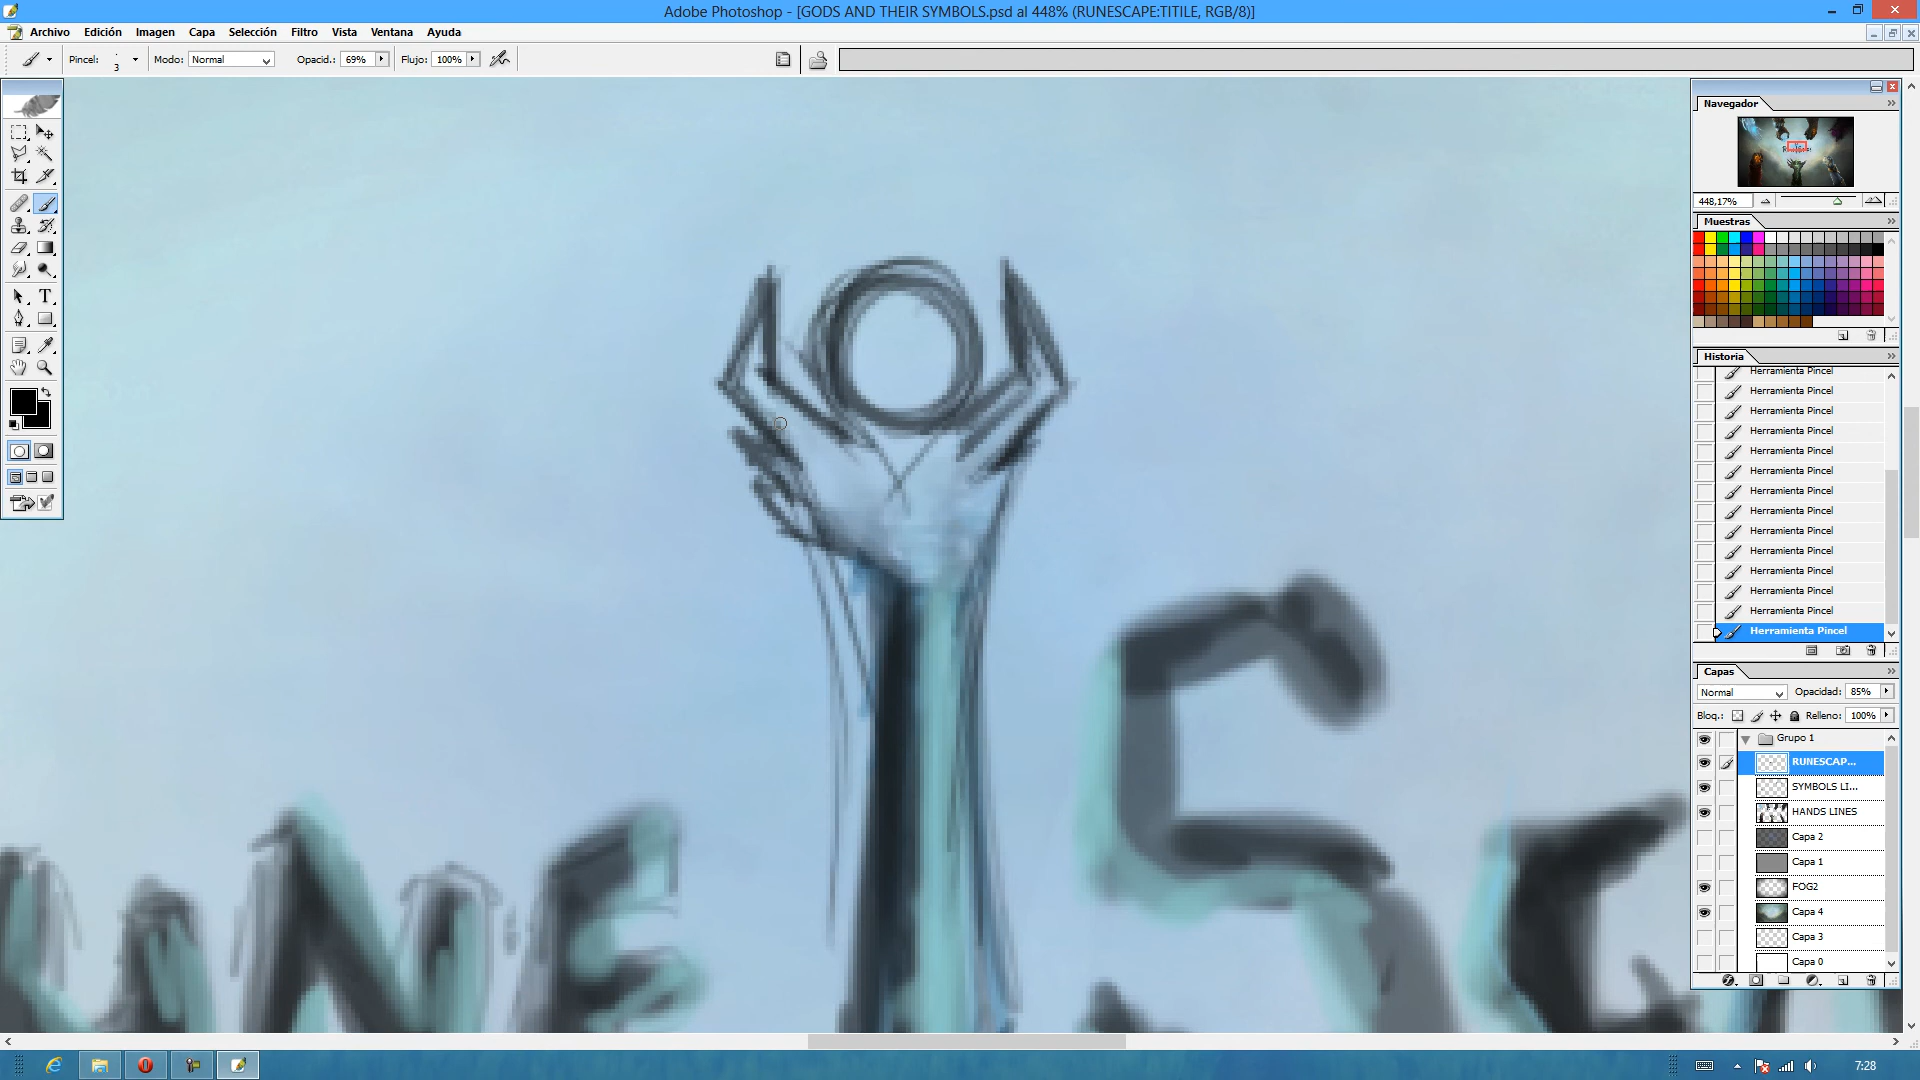 Adobe Photoshop - [GODS AND THEIR SYMBOLS.psd al 448% (RUNESCAPE:TITILE, RGB/8)]
Archivo Edición Imagen Capa Selección Filtro Vista Ventana Ayuda
Pincel: 3 Modo: Normal Opacid.: 69% Flujo: 100%
Navegador
448,17%
Muestras
Historia
Herramienta Pincel
Herramienta Pincel
Herramienta Pincel
Herramienta Pincel
Herramienta Pincel
Herramienta Pincel
Herramienta Pincel
Herramienta Pincel
Herramienta Pincel
Herramienta Pincel
Herramienta Pincel
Herramienta Pincel
Herramienta Pincel
Herramienta Pincel
Capas
Normal Opacidad: 85%
Bloq.: Relleno: 100%
Grupo 1
RUNESCAP...
SYMBOLS LI...
HANDS LINES
Capa 2
Capa 1
FOG2
Capa 4
Capa 3
Capa 0
UNE SC
7:28